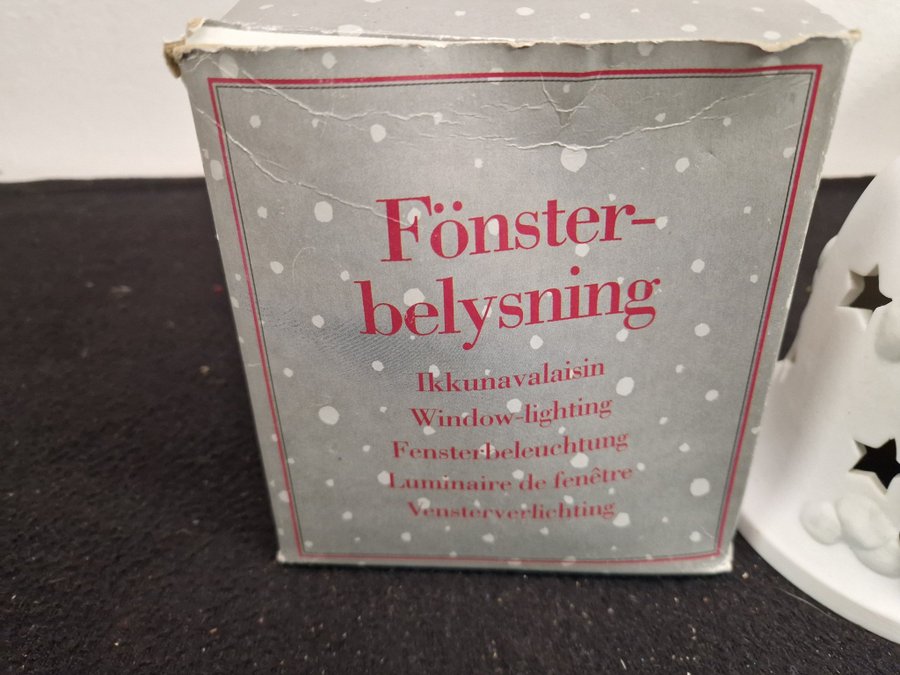 Fönster-
belysning
Ikkunavalaisin
Window-lighting
Fensterbeleuchtung
Luminaire de fenêtre
Vensterverlichting